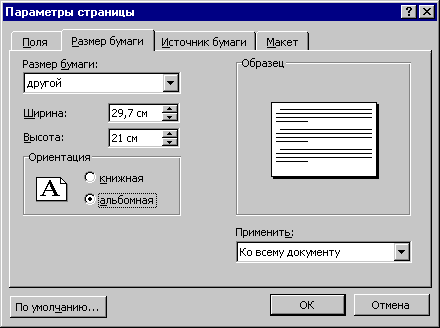 Параметры страницы
Поля Размер бумаги Источник бумаги Макет
Размер бумаги:
другой
Ширина: 29,7 см
Высота: 21 см
Ориентация
A
книжная
альбомная
Образец
Применить:
Ко всему документу
По умолчанию... ОК Отмена